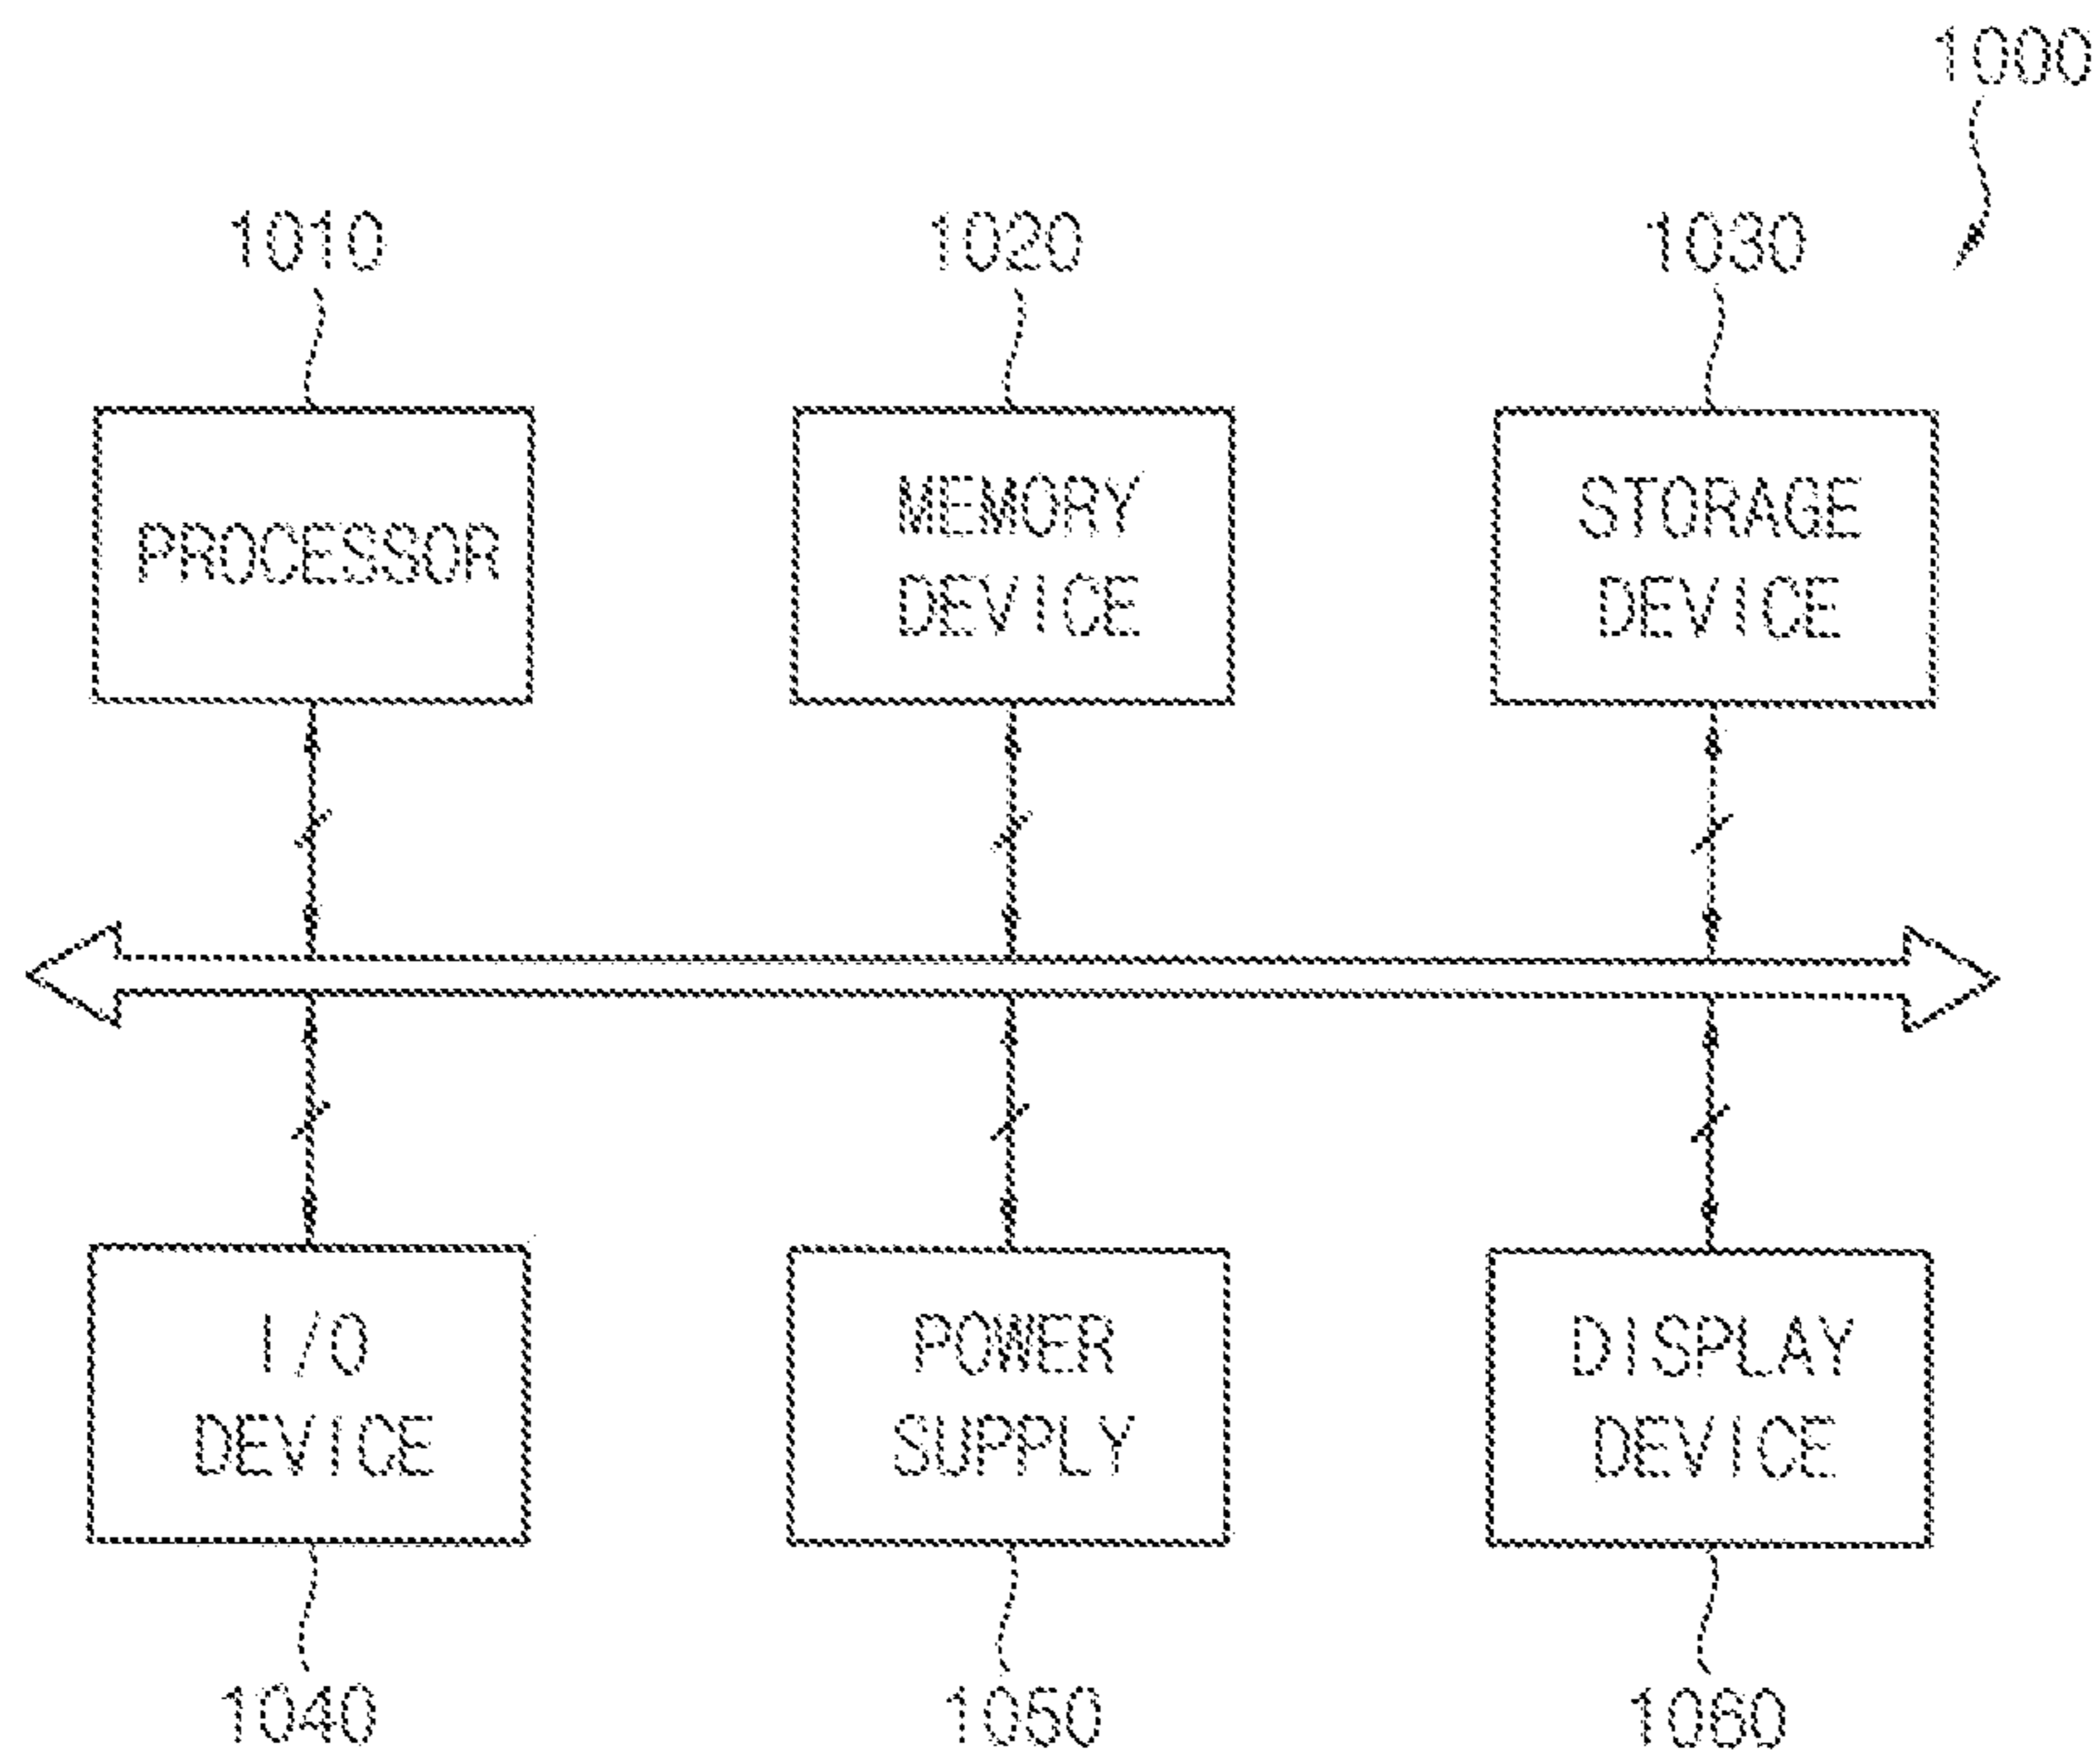 1000
1010
1020
1030
PROCESSOR
MEMORY
DEVICE
STORAGE
DEVICE
I/O
DEVICE
POWER
SUPPLY
DISPLAY
DEVICE
1040
1050
1060